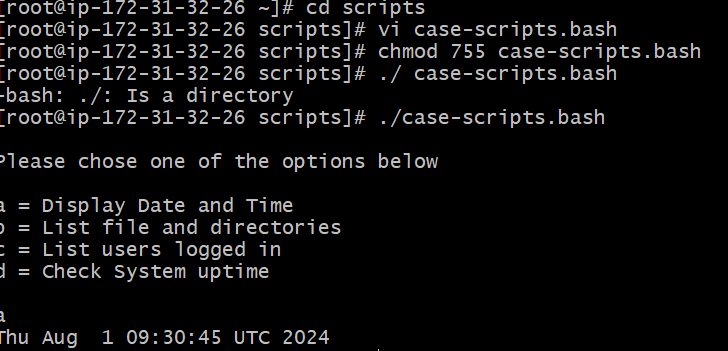 [root@ip-172-31-32-26 ~]# cd scripts
[root@ip-172-31-32-26 scripts]# vi case-scripts.bash
[root@ip-172-31-32-26 scripts]# chmod 755 case-scripts.bash
[root@ip-172-31-32-26 scripts]# ./ case-scripts.bash
-bash: ./: Is a directory
[root@ip-172-31-32-26 scripts]# ./case-scripts.bash
Please chose one of the options below
a = Display Date and Time
b = List file and directories
c = List users logged in
d = Check System uptime
a
Thu Aug  1 09:30:45 UTC 2024